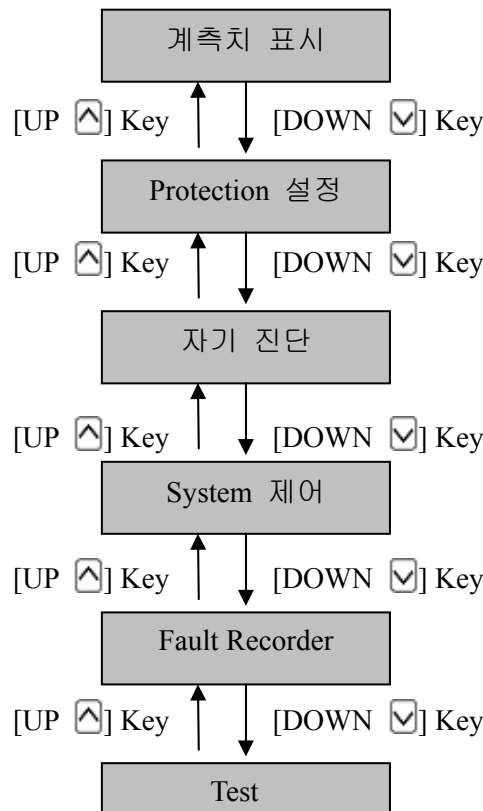 계측치 표시
[UP ] Key [DOWN ] Key
Protection 설정
[UP ] Key [DOWN ] Key
자기 진단
[UP ] Key [DOWN ] Key
System 제어
[UP ] Key [DOWN ] Key
Fault Recorder
[UP ] Key [DOWN ] Key
Test